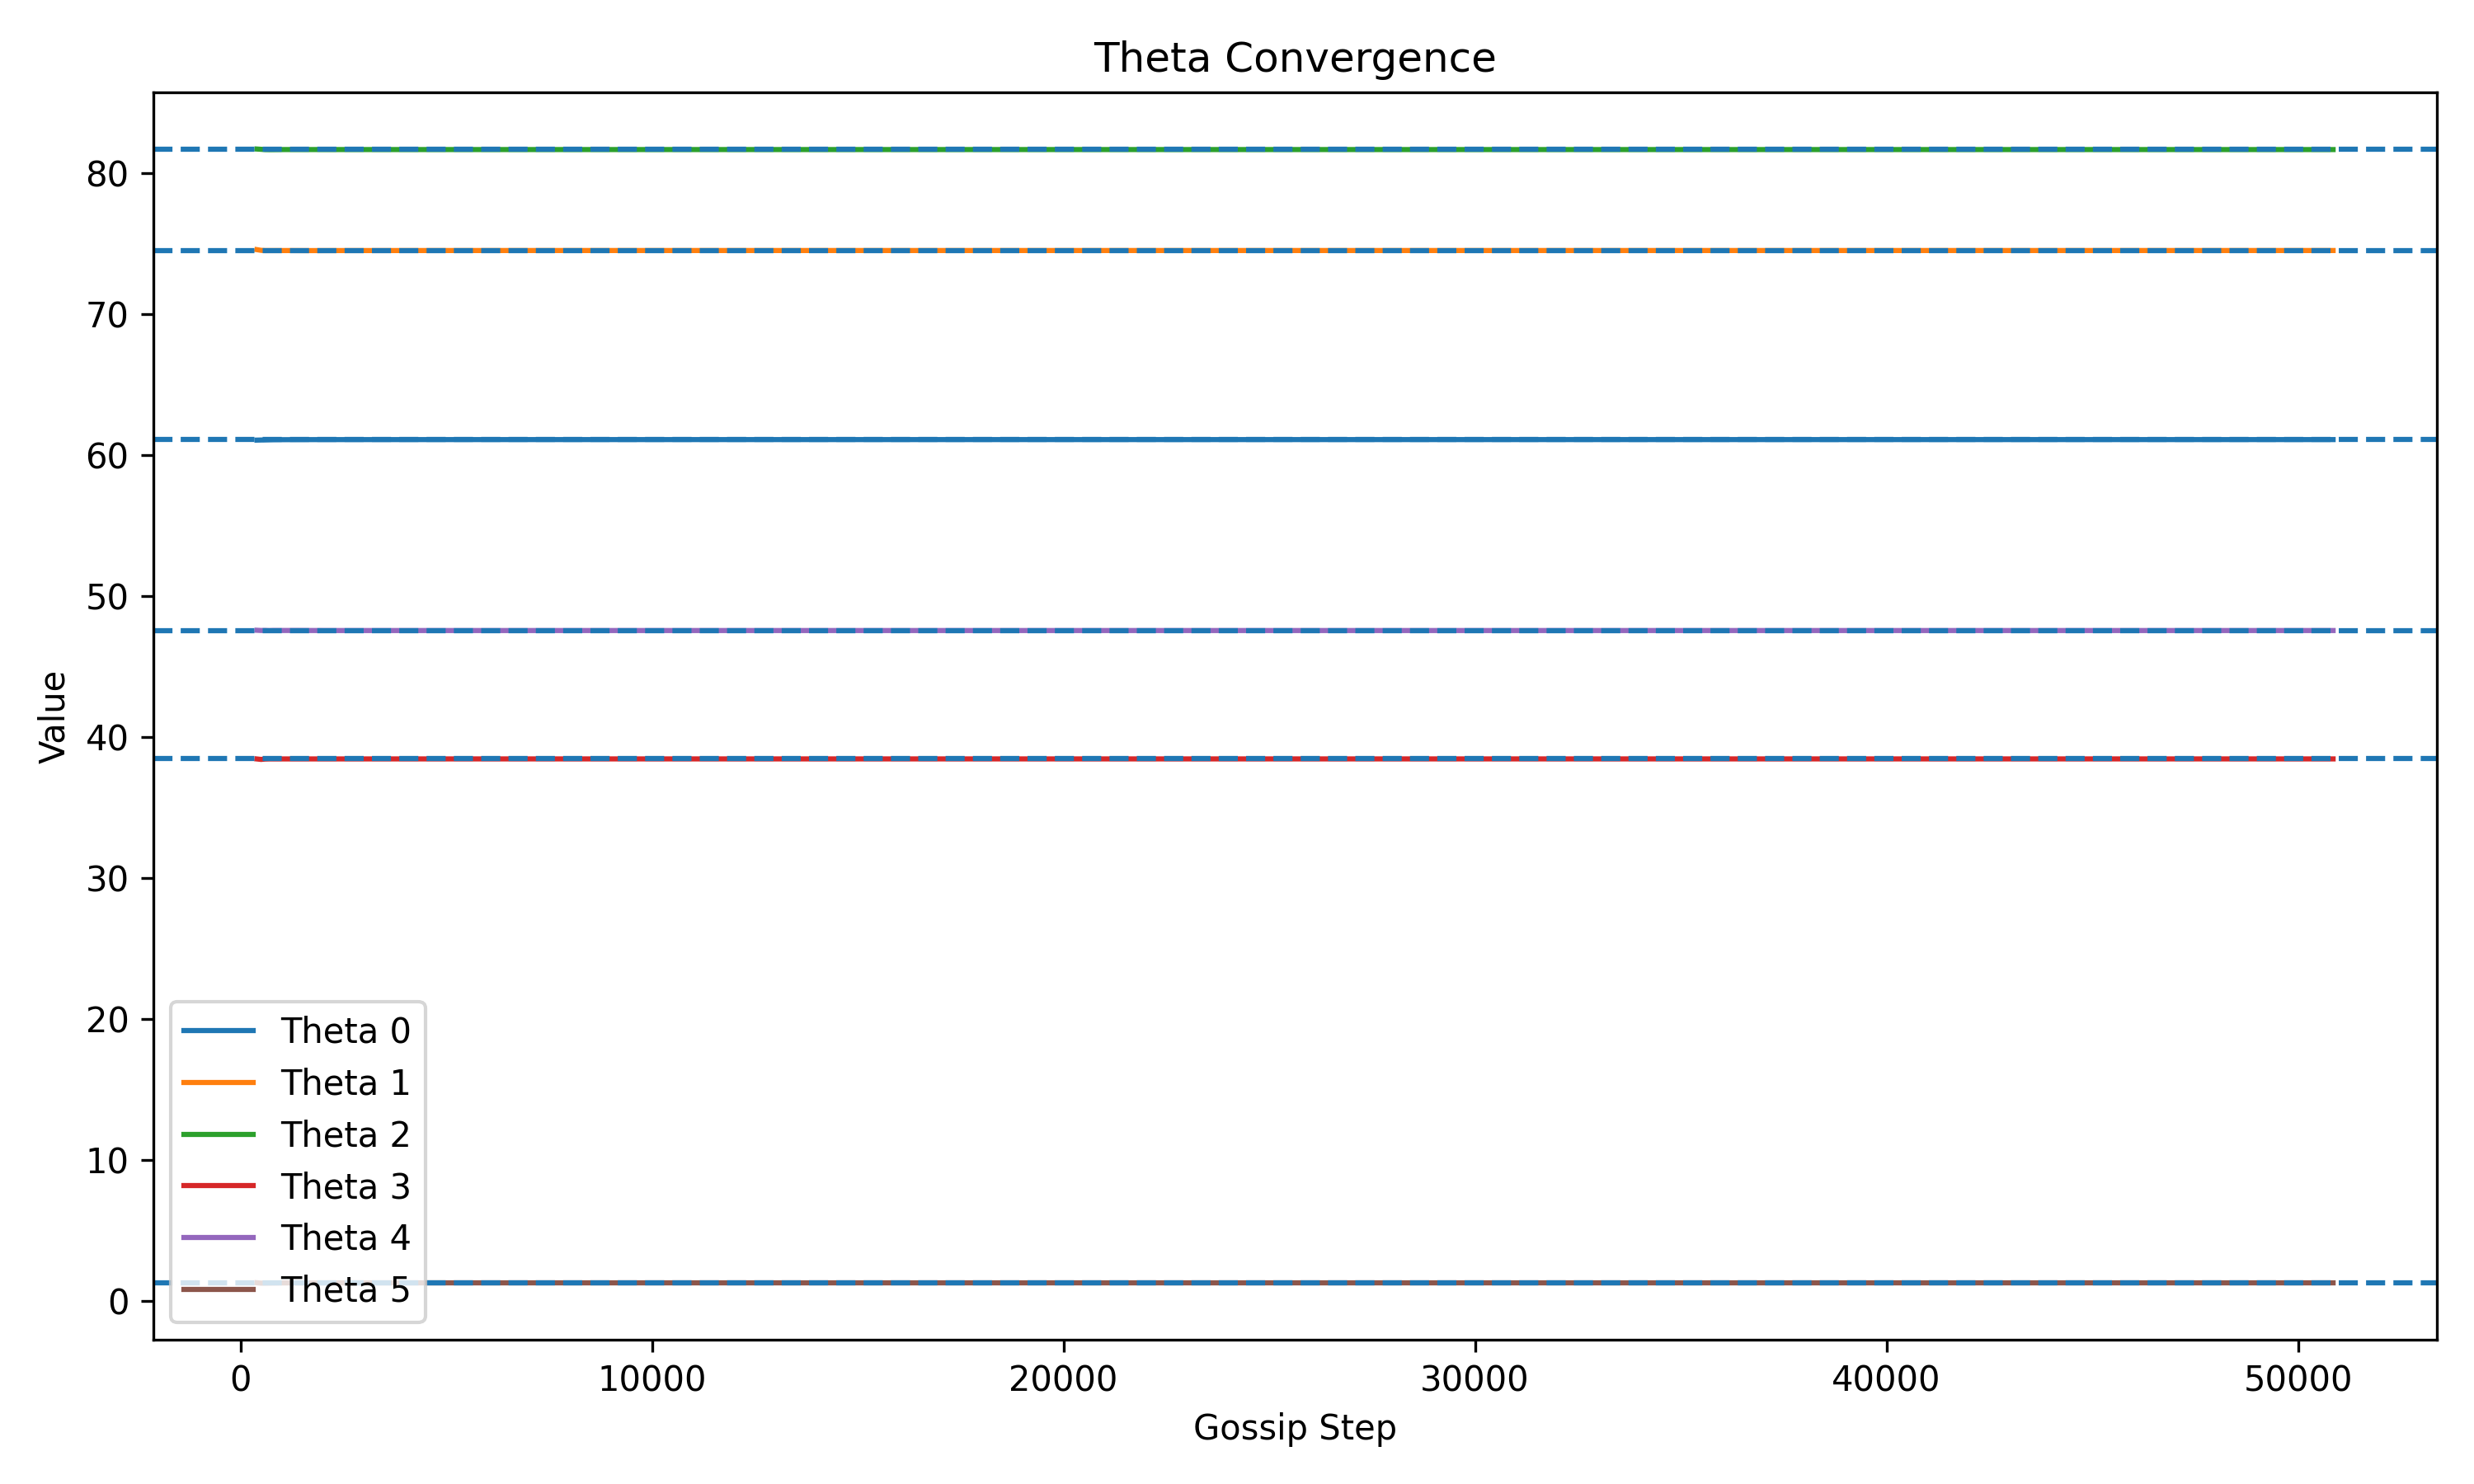 Theta Convergence
80
70
60
50
40
30
20
10
0
Value
Theta 0
Theta 1
Theta 2
Theta 3
Theta 4
Theta 5
0 10000 20000 30000 40000 50000
Gossip Step